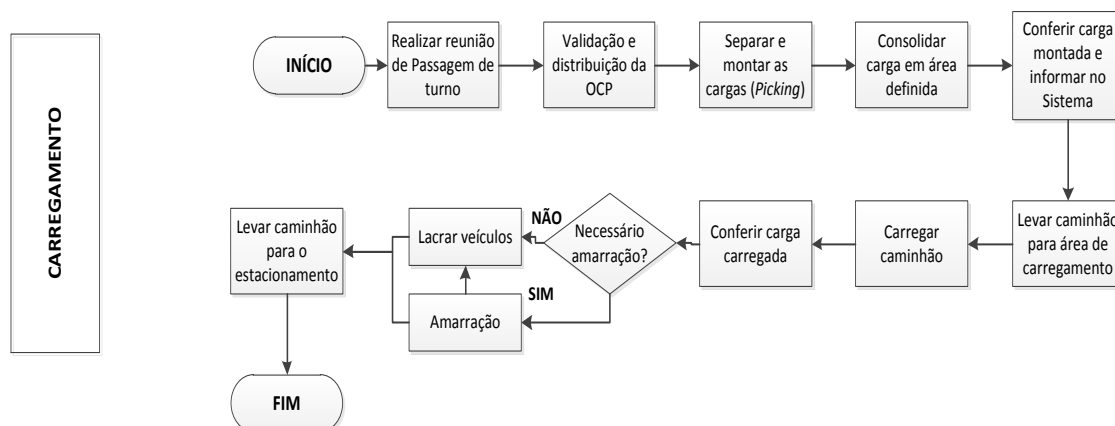 CARREGAMENTO
INÍCIO
Realizar reunião
de Passagem de
turno
Validação e
distribuição da
OCP
Separar e
montar as
cargas (Picking)
Consolidar
carga em área
definida
Conferir carga
montada e
informar no
Sistema
Levar caminhão
para área de
carregamento
Carregar
caminhão
Conferir carga
carregada
Necessário
amarração?
NÃO
SIM
Lacrar veículos
Amarração
Levar caminhão
para o
estacionamento
FIM